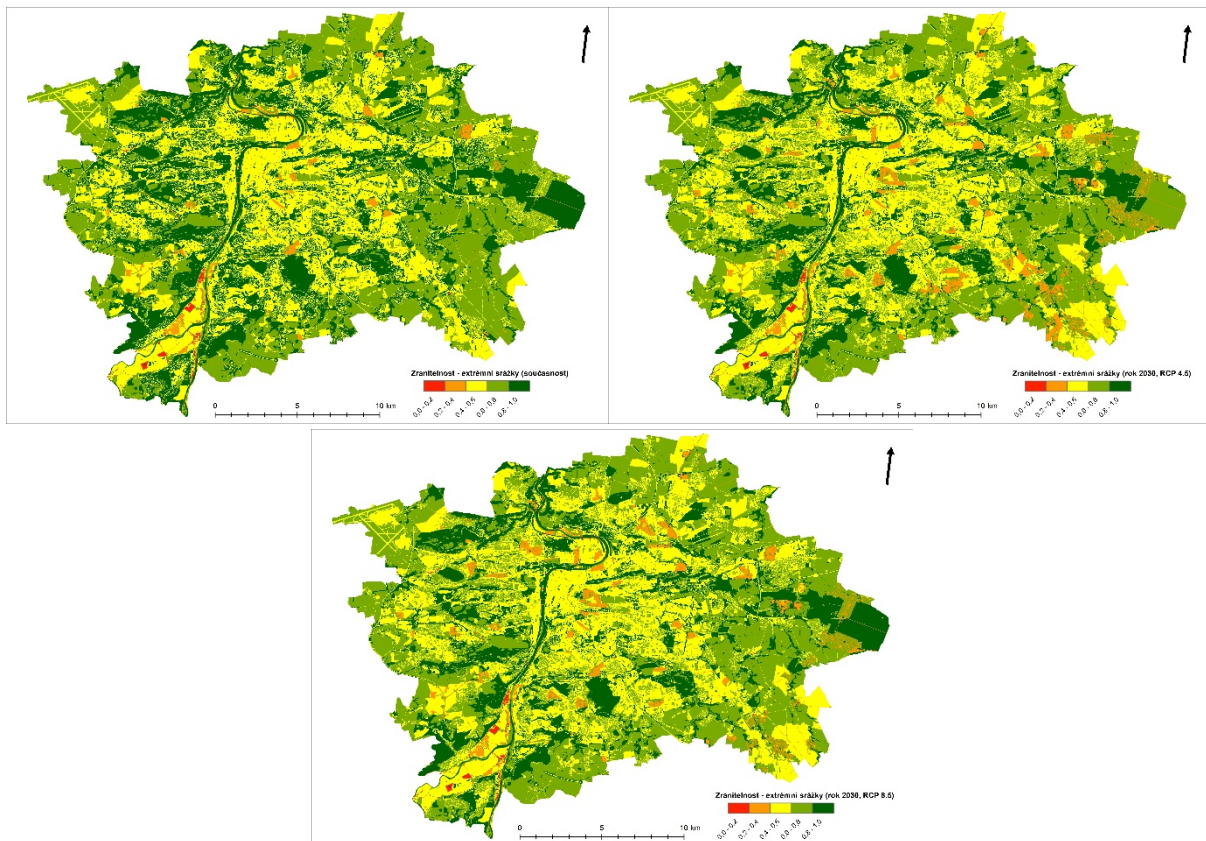 Zranitelnost - extrémní srážky (současnost)
0,0 - 0,2
0,2 - 0,4
0,4 - 0,6
0,6 - 0,8
0,8 - 1,0
0 5 10 km
Zranitelnost - extrémní srážky (rok 2030, RCP 4.5)
0,0 - 0,2
0,2 - 0,4
0,4 - 0,6
0,6 - 0,8
0,8 - 1,0
0 5 10 km
Zranitelnost - extrémní srážky (rok 2030, RCP 8.5)
0,0 - 0,2
0,2 - 0,4
0,4 - 0,6
0,6 - 0,8
0,8 - 1,0
0 5 10 km